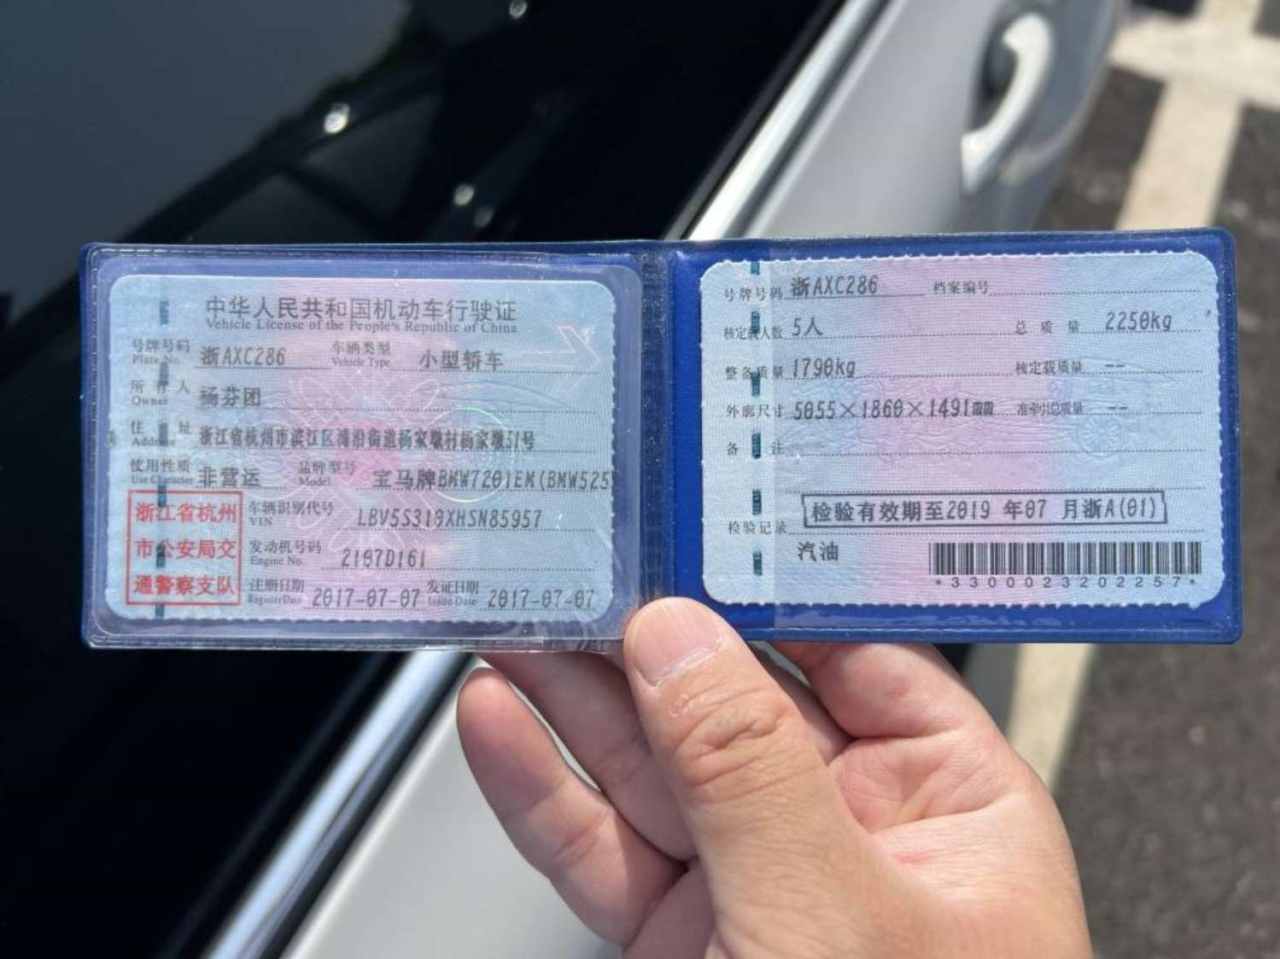 中华人民共和国机动车行驶证
Vehicle License of the People's Republic of China
号牌号码 浙AXC286 车辆类型 小型轿车
Plate No. Vehicle Type
所有人 杨芬团
Owner
住址 浙江省杭州市滨江区浦沿街道杨家墩村杨家墩51号
Address
使用性质 非营运 品牌型号 宝马牌BMW7201EM(BMW525
Use Character Model
浙江省杭州
市公安局交
通警察支队
车辆识别代号 LBV5S310XHSN85957
VIN
发动机号码 2107D161
Engine No.
注册日期 2017-07-07 发证日期 2017-07-07
Register Date Issue Date
号牌号码 浙AXC286 档案编号
核定载人数 5人 总质量 2250kg
整备质量 1790kg 核定载质量 --
外廓尺寸 5055×1860×1491mm 准牵引总质量 --
备注
检验记录 检验有效期至2019 年07 月浙A(01)
汽油
*3300023202257*